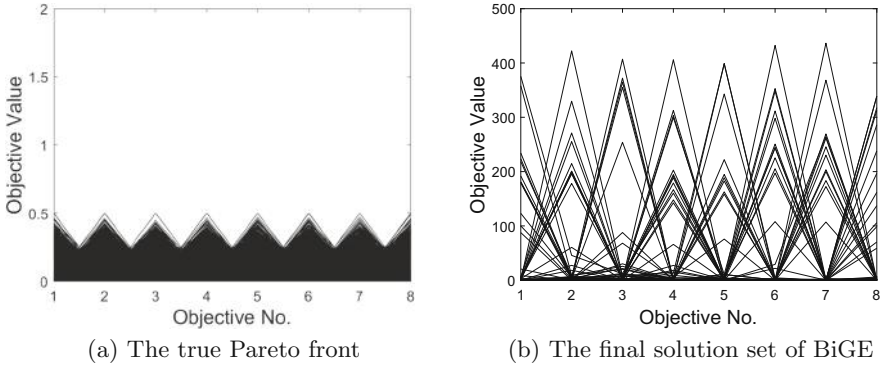 2
1.5
1
0.5
0
Objective Value
1 2 3 4 5 6 7 8
Objective No.
(a) The true Pareto front
500
400
300
200
100
0
Objective Value
1 2 3 4 5 6 7 8
Objective No.
(b) The final solution set of BiGE